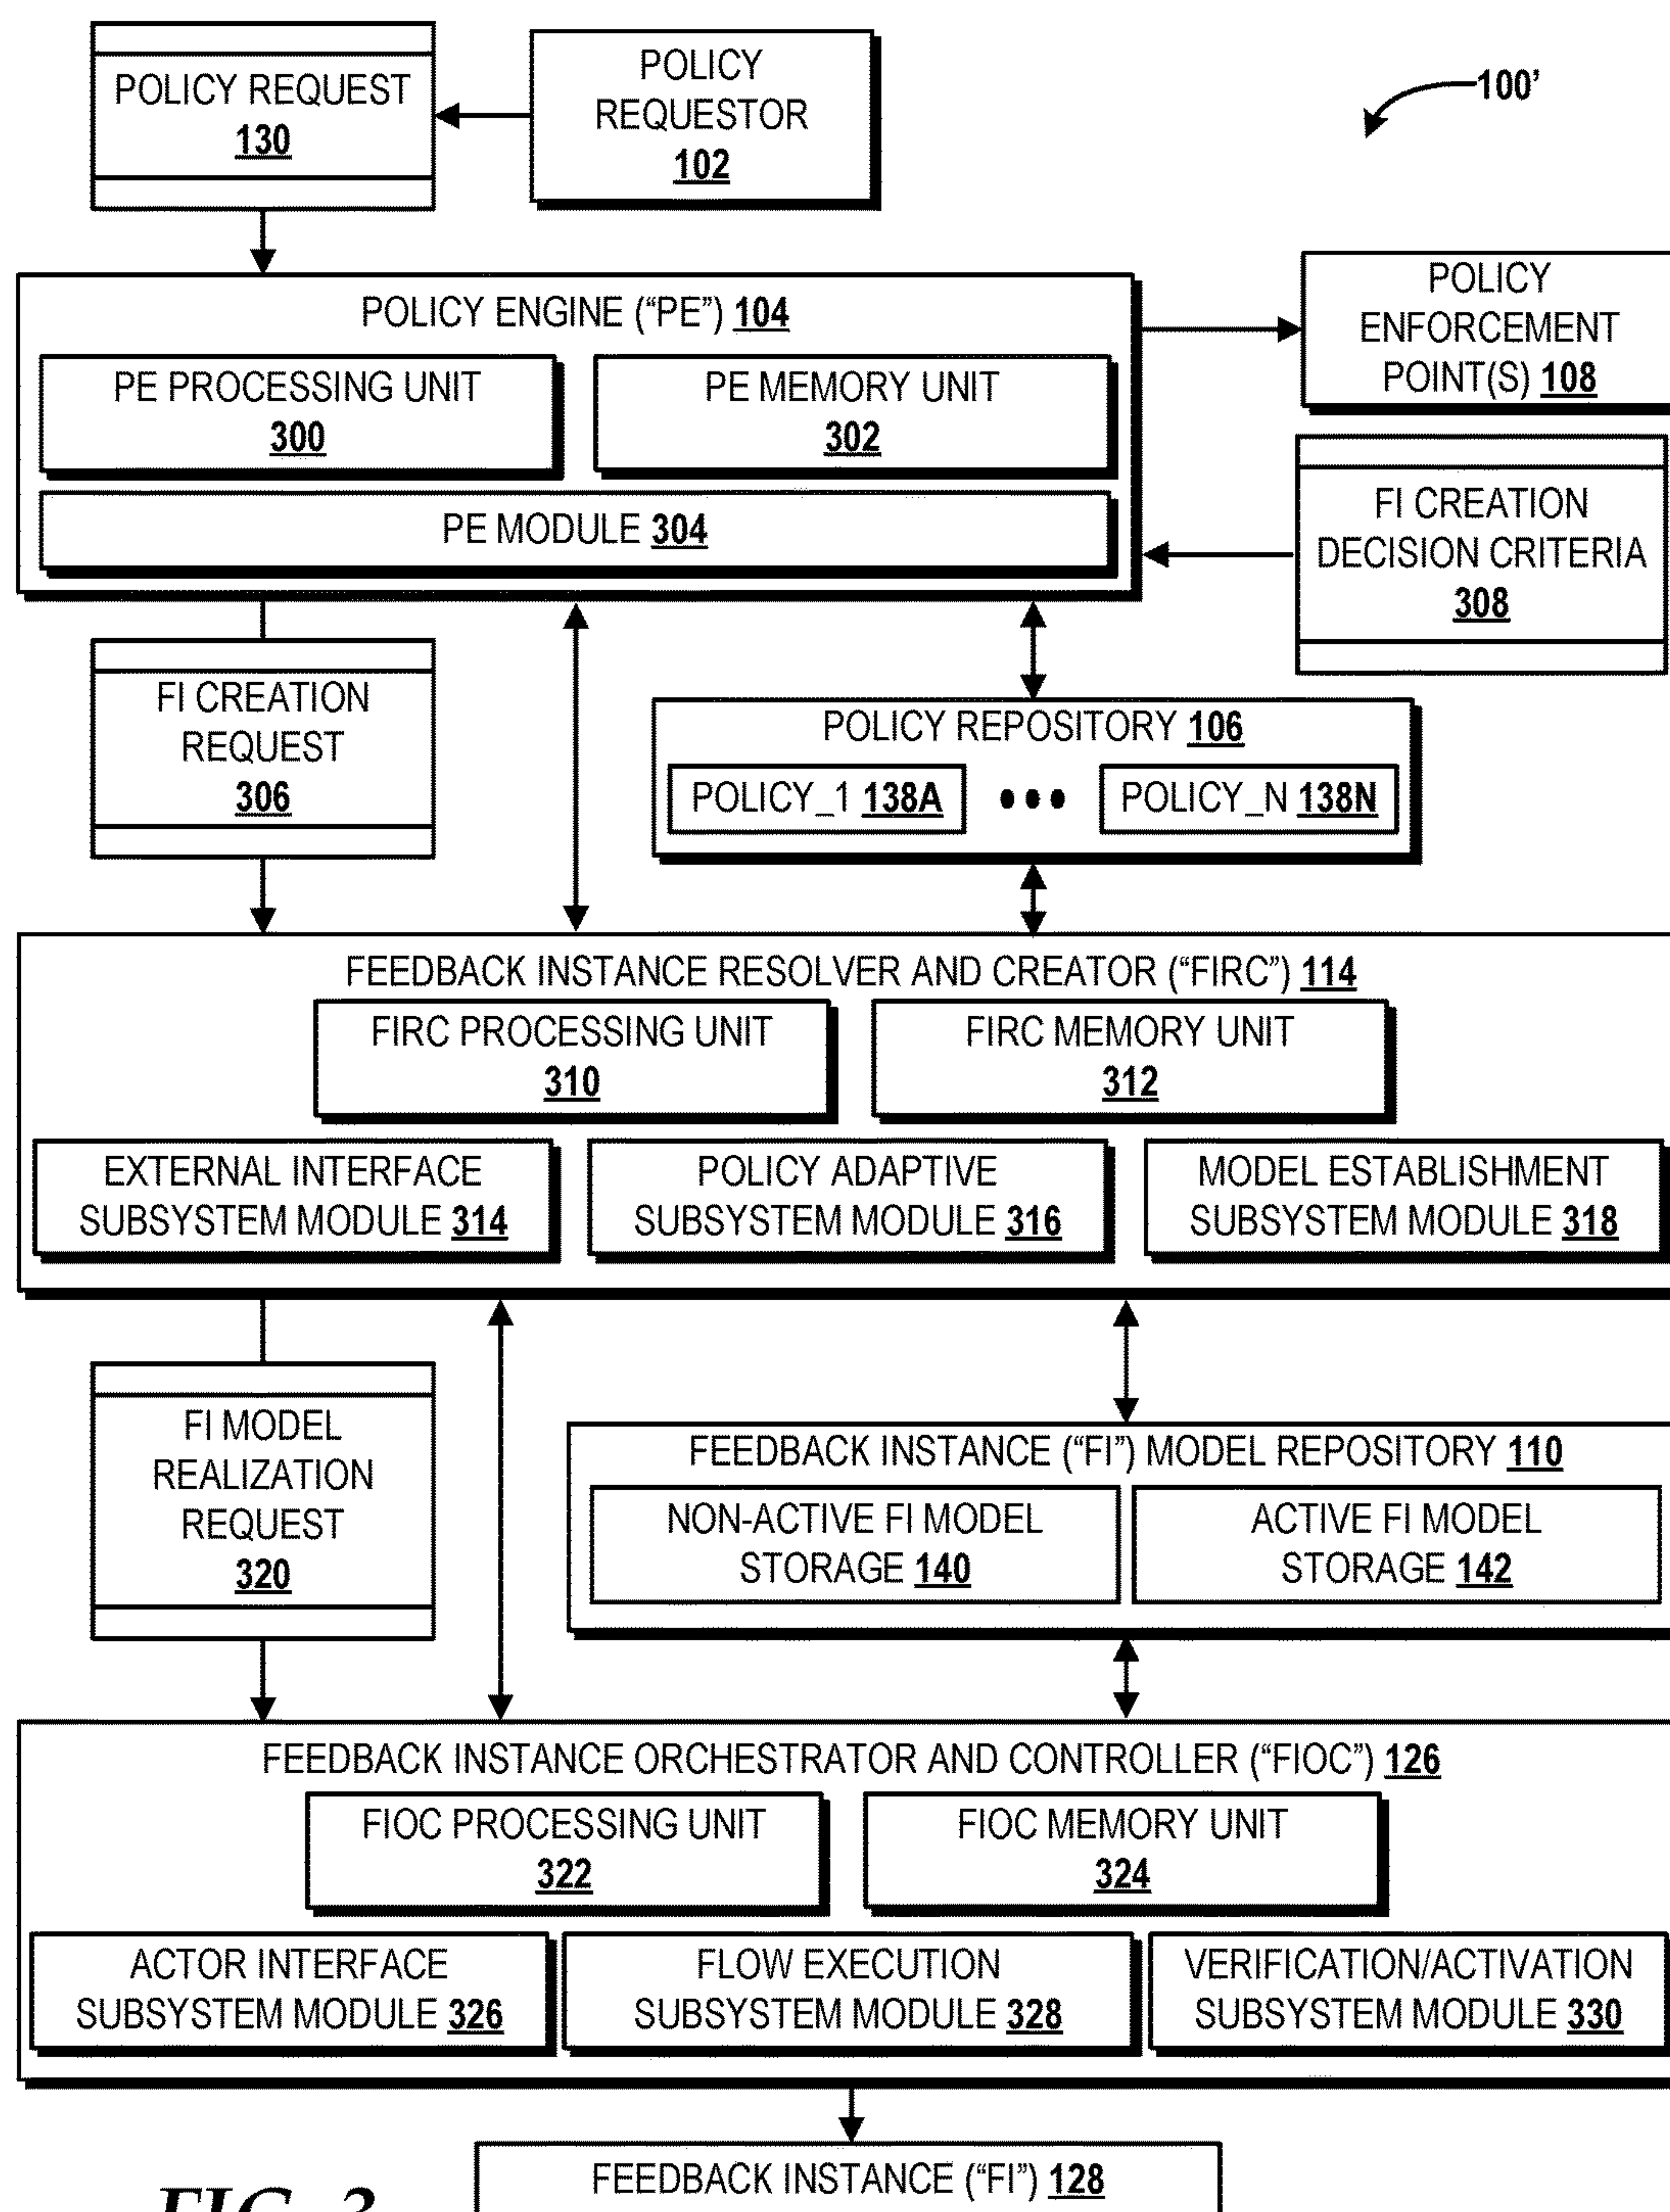 POLICY REQUEST
130
POLICY
REQUESTOR
102
100'
POLICY ENGINE (“PE”) 104
PE PROCESSING UNIT
300
PE MEMORY UNIT
302
PE MODULE 304
POLICY
ENFORCEMENT
POINT(S) 108
FI CREATION
DECISION CRITERIA
308
FI CREATION
REQUEST
306
POLICY REPOSITORY 106
POLICY_1 138A
POLICY_N 138N
FEEDBACK INSTANCE RESOLVER AND CREATOR (“FIRC”) 114
FIRC PROCESSING UNIT
310
FIRC MEMORY UNIT
312
EXTERNAL INTERFACE
SUBSYSTEM MODULE 314
POLICY ADAPTIVE
SUBSYSTEM MODULE 316
MODEL ESTABLISHMENT
SUBSYSTEM MODULE 318
FI MODEL
REALIZATION
REQUEST
320
FEEDBACK INSTANCE (“FI”) MODEL REPOSITORY 110
NON-ACTIVE FI MODEL
STORAGE 140
ACTIVE FI MODEL
STORAGE 142
FEEDBACK INSTANCE ORCHESTRATOR AND CONTROLLER (“FIOC”) 126
FIOC PROCESSING UNIT
322
FIOC MEMORY UNIT
324
ACTOR INTERFACE
SUBSYSTEM MODULE 326
FLOW EXECUTION
SUBSYSTEM MODULE 328
VERIFICATION/ACTIVATION
SUBSYSTEM MODULE 330
FEEDBACK INSTANCE (“FI”) 128
FIG. 3